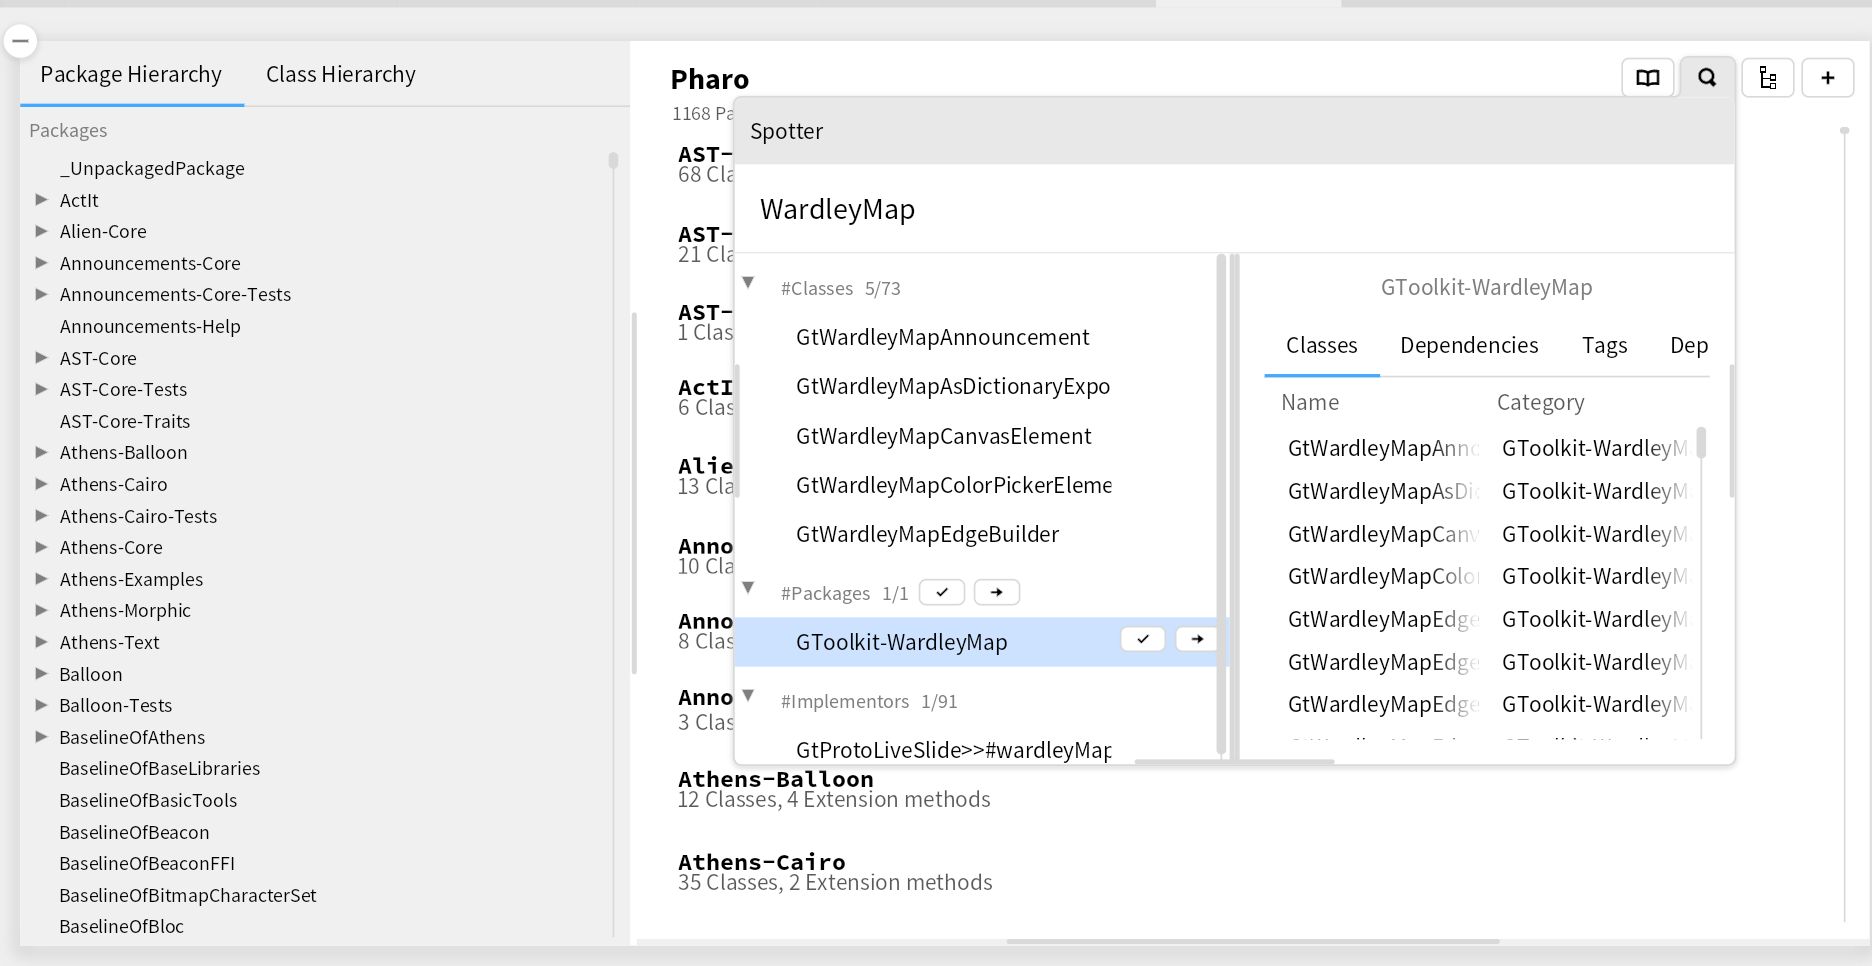 Package Hierarchy
Class Hierarchy
Packages
_UnpackagedPackage
ActIt
Alien-Core
Announcements-Core
Announcements-Core-Tests
Announcements-Help
AST-Core
AST-Core-Tests
AST-Core-Traits
Athens-Balloon
Athens-Cairo
Athens-Cairo-Tests
Athens-Core
Athens-Examples
Athens-Morphic
Athens-Text
Balloon
Balloon-Tests
BaselineOfAthens
BaselineOfBaseLibraries
BaselineOfBasicTools
BaselineOfBeacon
BaselineOfBeaconFFI
BaselineOfBitmapCharacterSet
BaselineOfBloc
Pharo
1168 Pa
AST-
68 Cla
AST-
21 Cla
AST-
1 Clas
ActI
6 Clas
Alie
13 Cla
Anno
10 Cla
Anno
8 Clas
Anno
3 Clas
Athens-Balloon
12 Classes, 4 Extension methods
Athens-Cairo
35 Classes, 2 Extension methods
Spotter
WardleyMap
#Classes 5/73
GtWardleyMapAnnouncement
GtWardleyMapAsDictionaryExpo
GtWardleyMapCanvasElement
GtWardleyMapColorPickerEleme
GtWardleyMapEdgeBuilder
#Packages 1/1
GToolkit-WardleyMap
#Implementors 1/91
GtProtoLiveSlide>>#wardleyMap
GToolkit-WardleyMap
Classes Dependencies Tags Dep
Name Category
GtWardleyMapAnno GToolkit-WardleyM
GtWardleyMapAsDic GToolkit-WardleyM
GtWardleyMapCanv GToolkit-WardleyM
GtWardleyMapColor GToolkit-WardleyM
GtWardleyMapEdge GToolkit-WardleyM
GtWardleyMapEdge GToolkit-WardleyM
GtWardleyMapEdge GToolkit-WardleyM